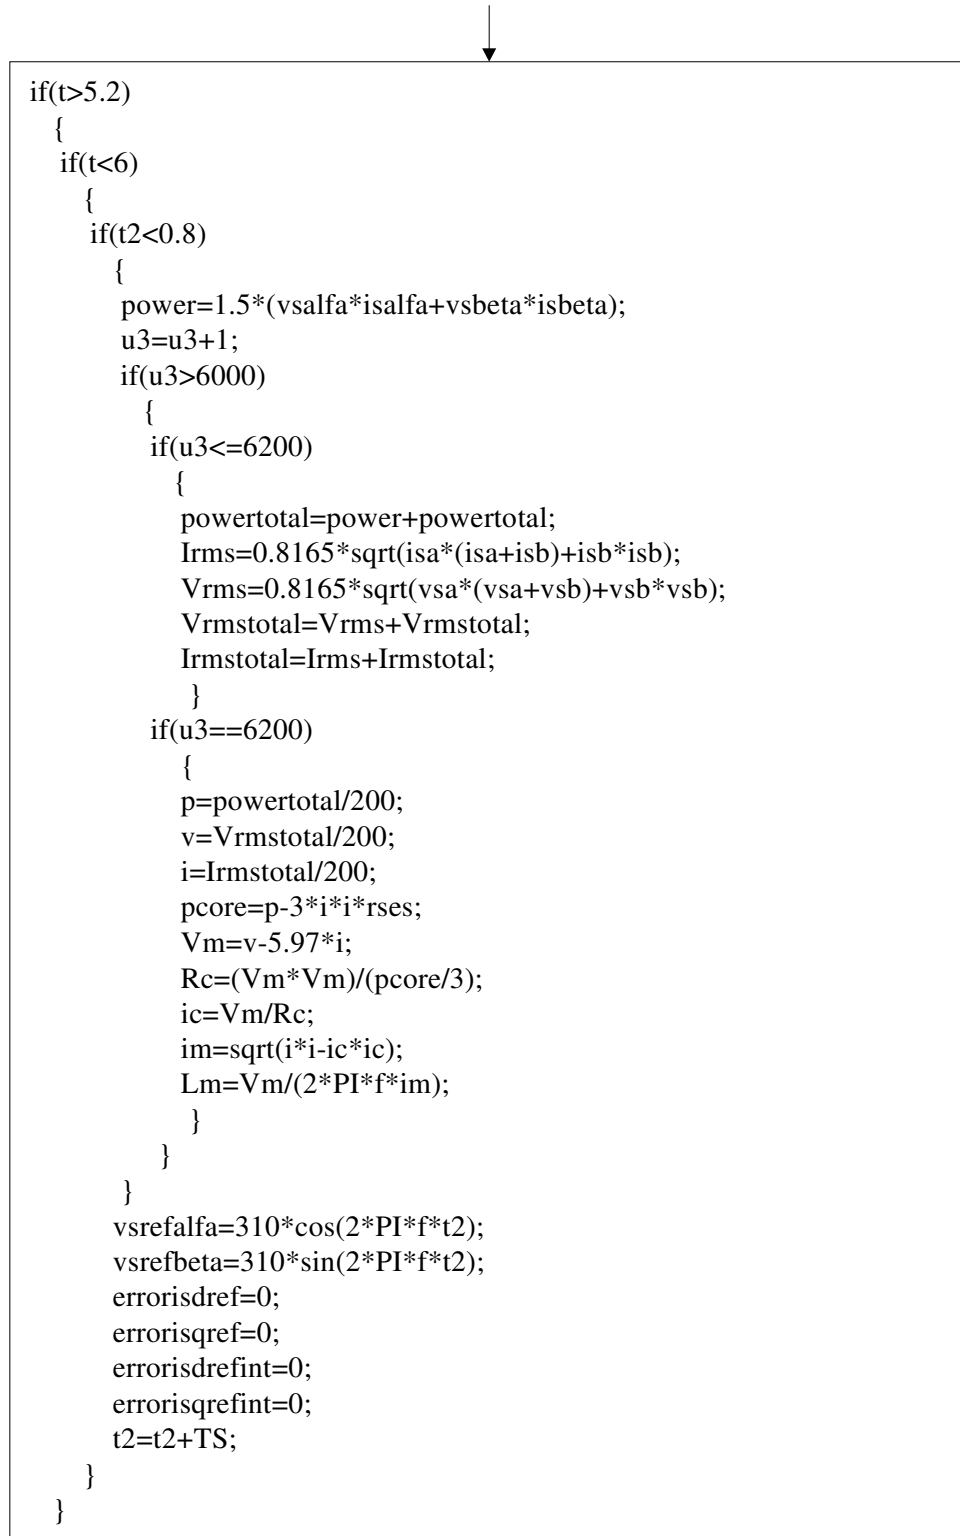 if(t>5.2)
{
if(t<6)
{
if(t2<0.8)
{
power=1.5*(vsalfa*isalfa+vsbeta*isbeta);
u3=u3+1;
if(u3>6000)
{
if(u3<=6200)
{
powertotal=power+powertotal;
Irms=0.8165*sqrt(isa*(isa+isb)+isb*isb);
Vrms=0.8165*sqrt(vsa*(vsa+vsb)+vsb*vsb);
Vrmstotal=Vrms+Vrmstotal;
Irmstotal=Irms+Irmstotal;
}
if(u3==6200)
{
p=powertotal/200;
v=Vrmstotal/200;
i=Irmstotal/200;
pcore=p-3*i*i*rses;
Vm=v-5.97*i;
Rc=(Vm*Vm)/(pcore/3);
ic=Vm/Rc;
im=sqrt(i*i-ic*ic);
Lm=Vm/(2*PI*f*im);
}
}
}
vsrefalfa=310*cos(2*PI*f*t2);
vsrefbeta=310*sin(2*PI*f*t2);
errorisdref=0;
errorisqref=0;
errorisdrefint=0;
errorisqrefint=0;
t2=t2+TS;
}
}